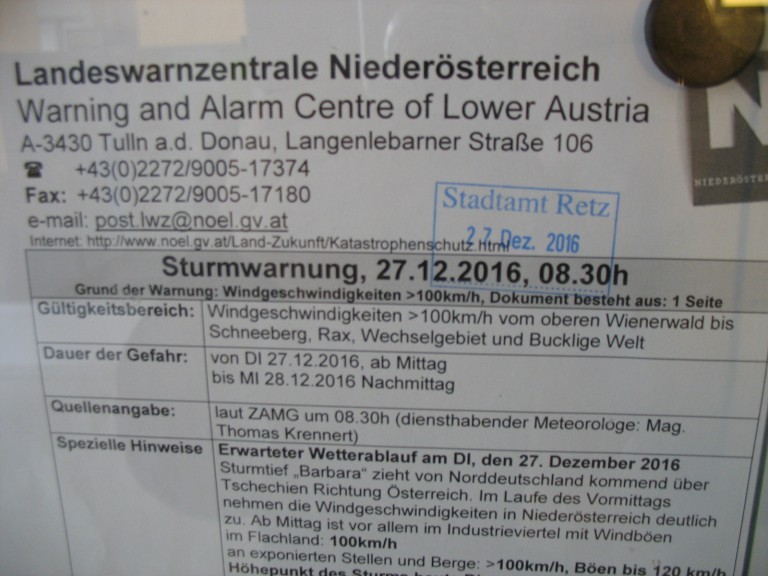 Landeswarnzentrale Niederösterreich
Warning and Alarm Centre of Lower Austria
A-3430 Tulln a.d. Donau, Langenlebarner Straße 106
☎ +43(0)2272/9005-17374
Fax: +43(0)2272/9005-17180
e-mail: post.lwz@noel.gv.at
Internet: http://www.noel.gv.at/Land-Zukunft/Katastrophenschutz.html
N
NIEDERÖSTER
Stadtamt Retz
27. Dez. 2016
Sturmwarnung, 27.12.2016, 08.30h
Grund der Warnung: Windgeschwindigkeiten >100km/h, Dokument besteht aus: 1 Seite
Gültigkeitsbereich: Windgeschwindigkeiten >100km/h vom oberen Wienerwald bis
Schneeberg, Rax, Wechselgebiet und Bucklige Welt
Dauer der Gefahr: von DI 27.12.2016, ab Mittag
bis MI 28.12.2016 Nachmittag
Quellenangabe: laut ZAMG um 08.30h (diensthabender Meteorologe: Mag.
Thomas Krennert)
Spezielle Hinweise Erwarteter Wetterablauf am DI, den 27. Dezember 2016
Sturmtief „Barbara" zieht von Norddeutschland kommend über
Tschechien Richtung Österreich. Im Laufe des Vormittags
nehmen die Windgeschwindigkeiten in Niederösterreich deutlich
zu. Ab Mittag ist vor allem im Industrieviertel mit Windböen
im Flachland: 100km/h
an exponierten Stellen und Berge: >100km/h, Böen bis 120 km/h
Höhepunkt des Sturms